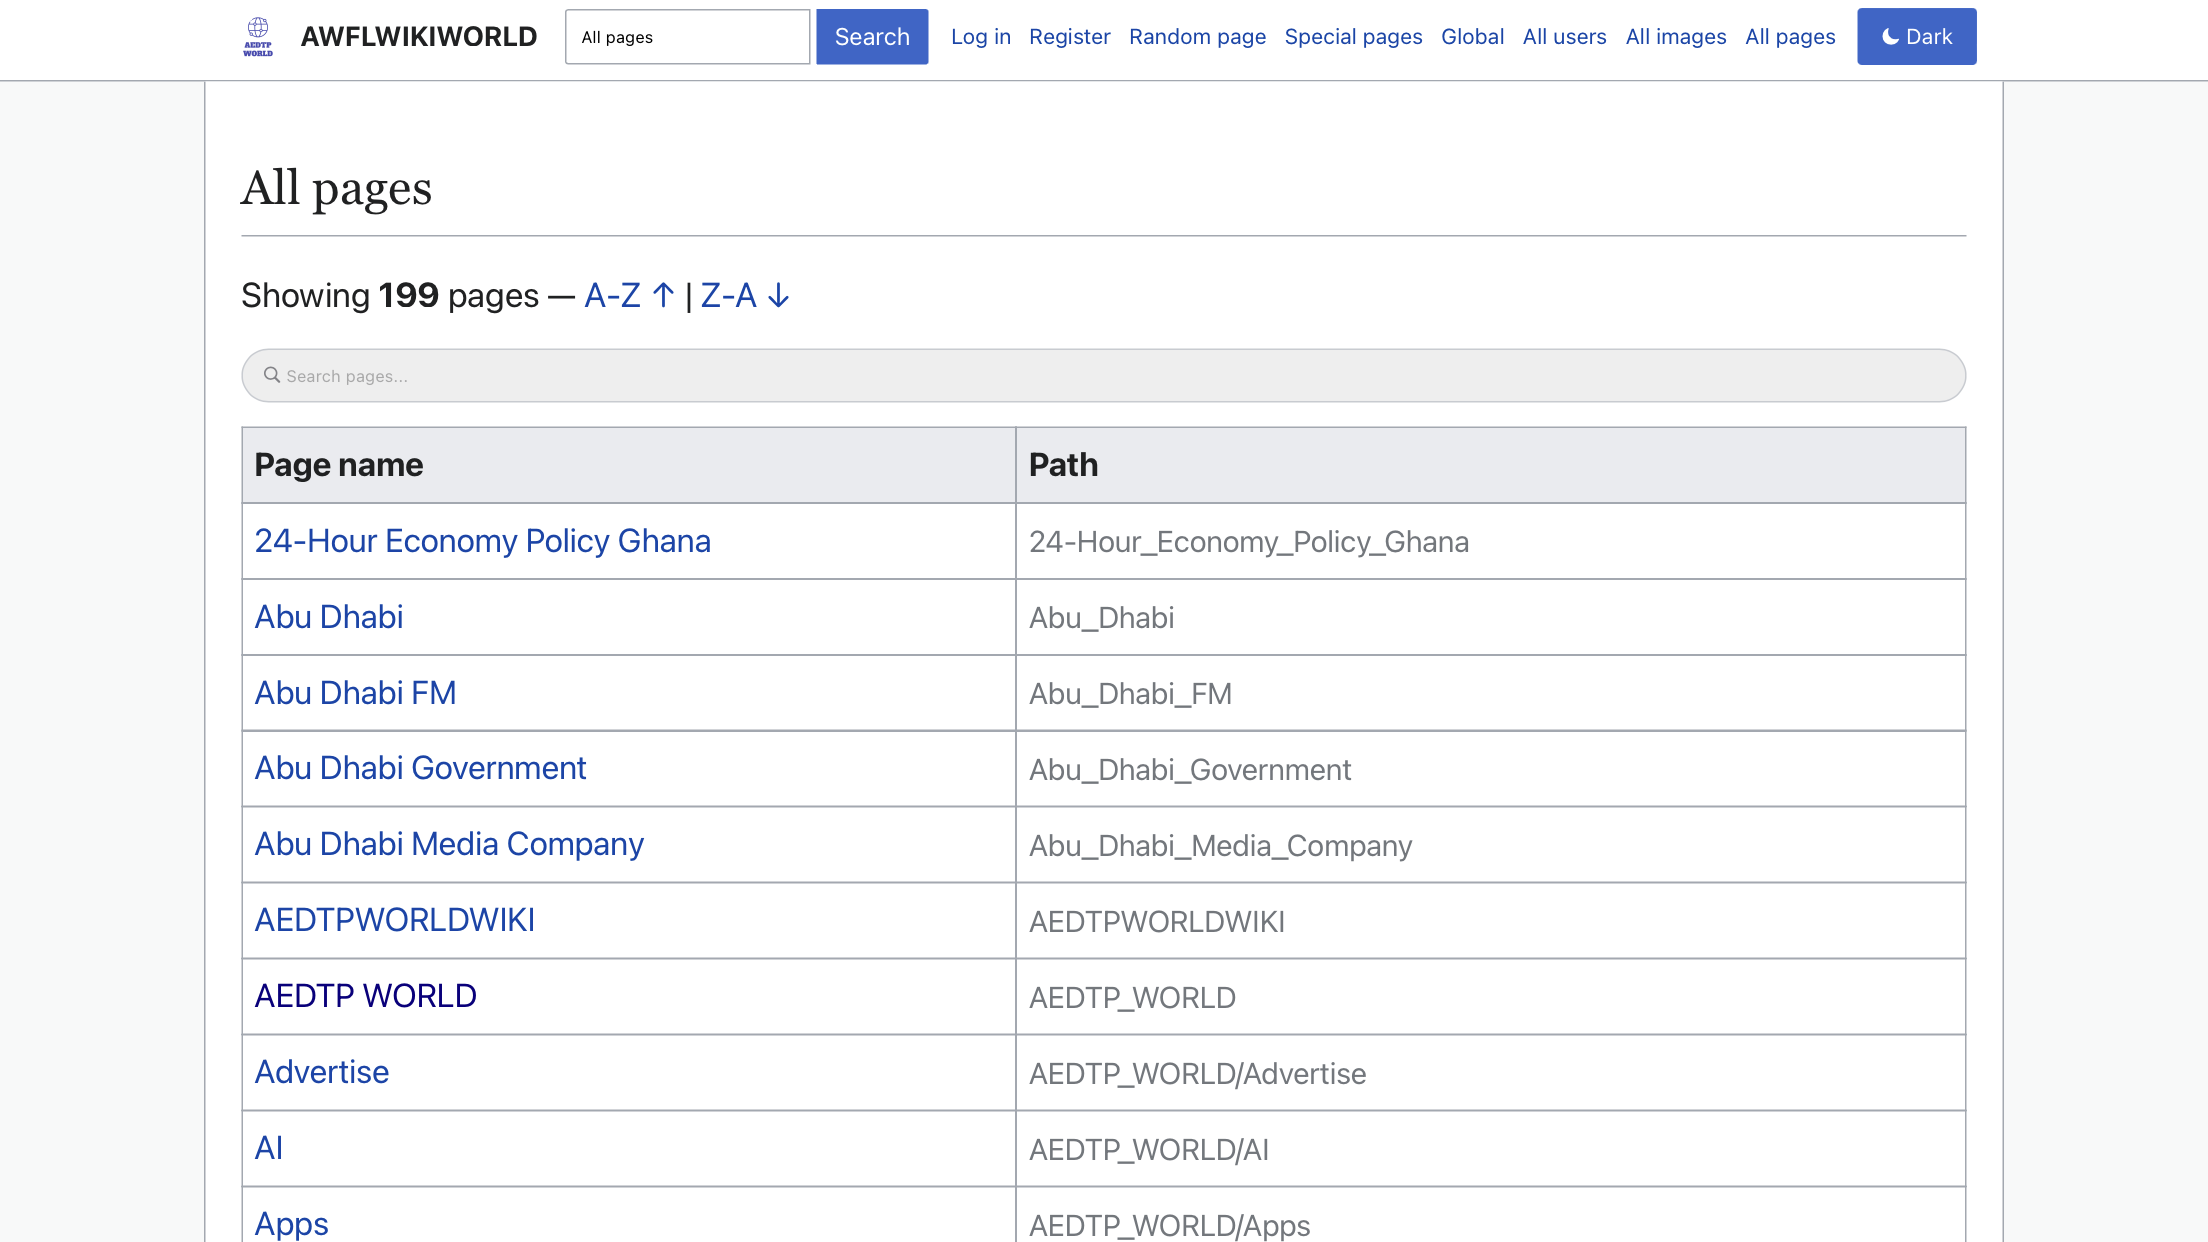 AEDTP
WORLD
AWFLWIKIWORLD
All pages
Search
Log in
Register
Random page
Special pages
Global
All users
All images
All pages
Dark
All pages
Showing 199 pages — A-Z ↑ | Z-A ↓
Search pages...
Page name Path
24-Hour Economy Policy Ghana 24-Hour_Economy_Policy_Ghana
Abu Dhabi Abu_Dhabi
Abu Dhabi FM Abu_Dhabi_FM
Abu Dhabi Government Abu_Dhabi_Government
Abu Dhabi Media Company Abu_Dhabi_Media_Company
AEDTPWORLDWIKI AEDTPWORLDWIKI
AEDTP WORLD AEDTP_WORLD
Advertise AEDTP_WORLD/Advertise
AI AEDTP_WORLD/AI
Apps AEDTP_WORLD/Apps